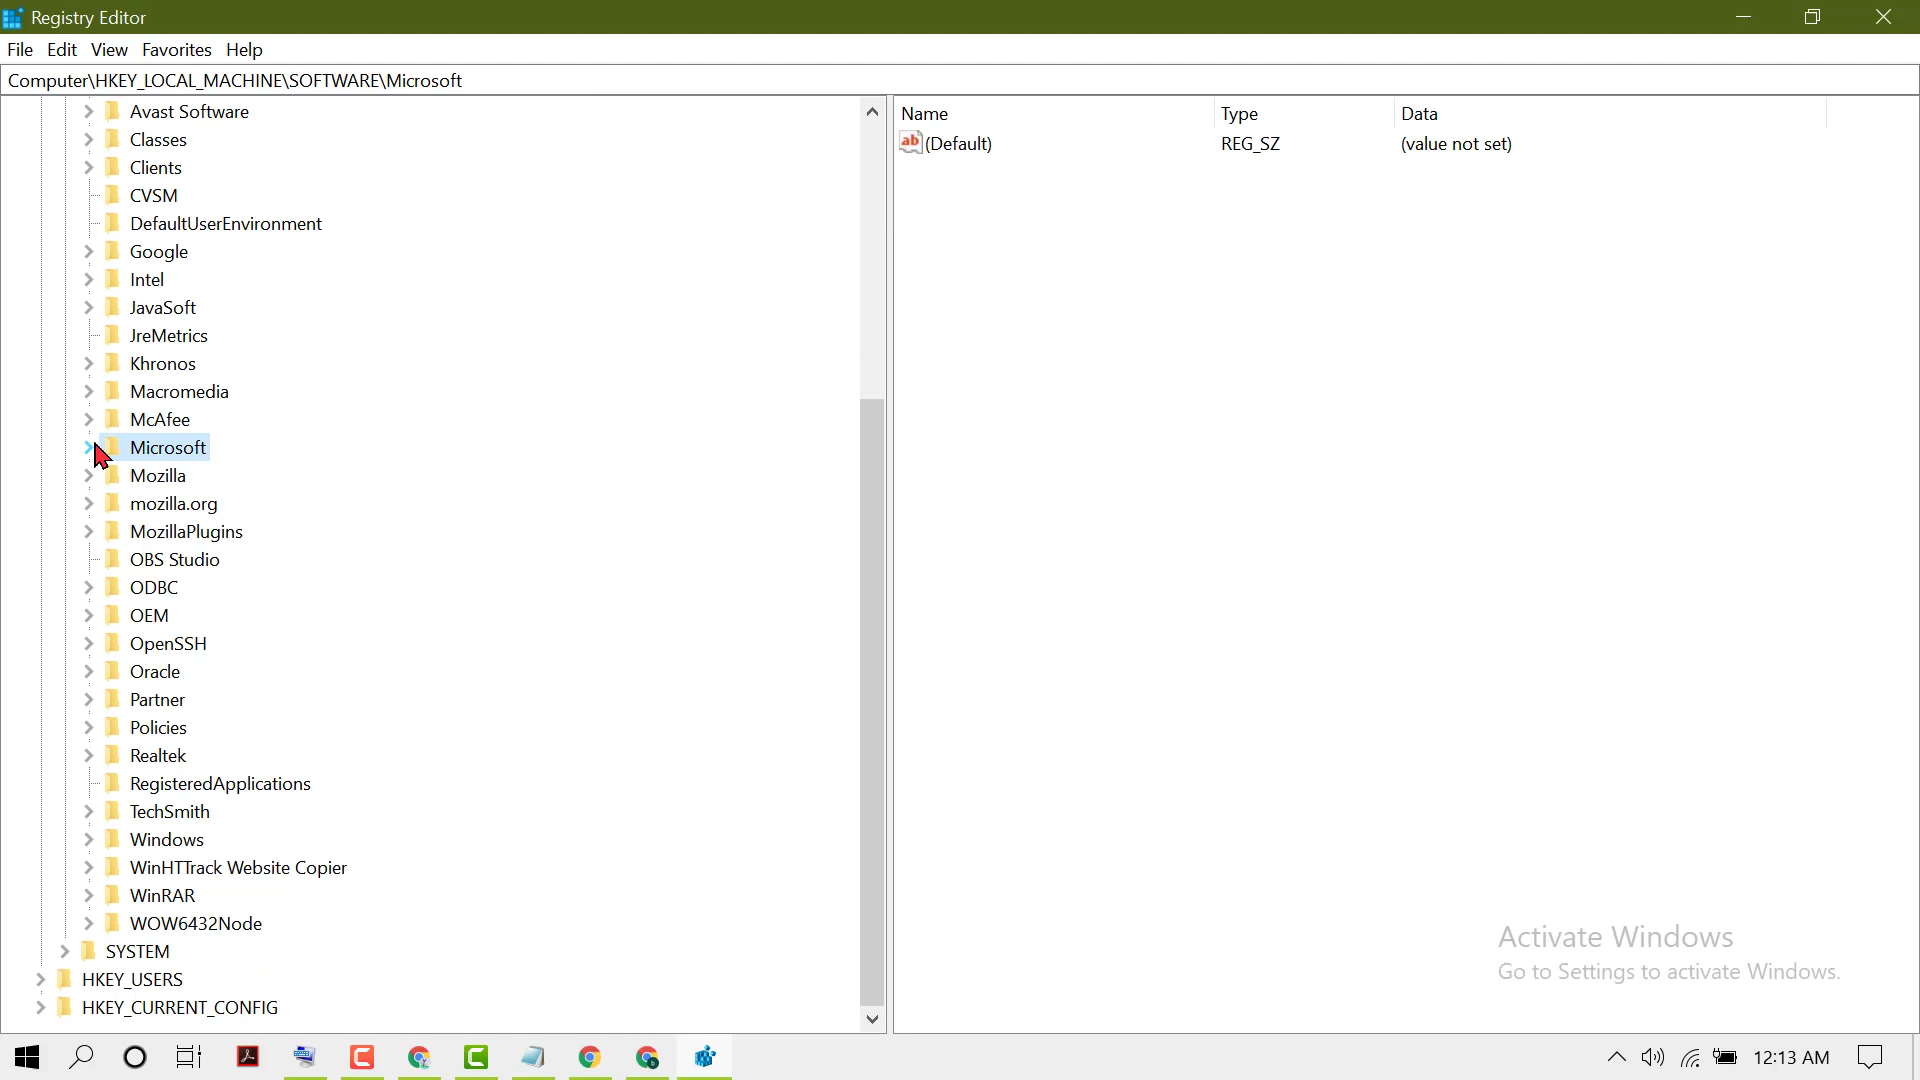 Registry Editor
File Edit View Favorites Help
Computer\HKEY_LOCAL_MACHINE\SOFTWARE\Microsoft
Name Type Data
ab (Default) REG_SZ (value not set)
Avast Software
Classes
Clients
CVSM
DefaultUserEnvironment
Google
Intel
JavaSoft
JreMetrics
Khronos
Macromedia
McAfee
Microsoft
Mozilla
mozilla.org
MozillaPlugins
OBS Studio
ODBC
OEM
OpenSSH
Oracle
Partner
Policies
Realtek
RegisteredApplications
TechSmith
Windows
WinHTTrack Website Copier
WinRAR
WOW6432Node
SYSTEM
HKEY_USERS
HKEY_CURRENT_CONFIG
Activate Windows
Go to Settings to activate Windows.
12:13 AM